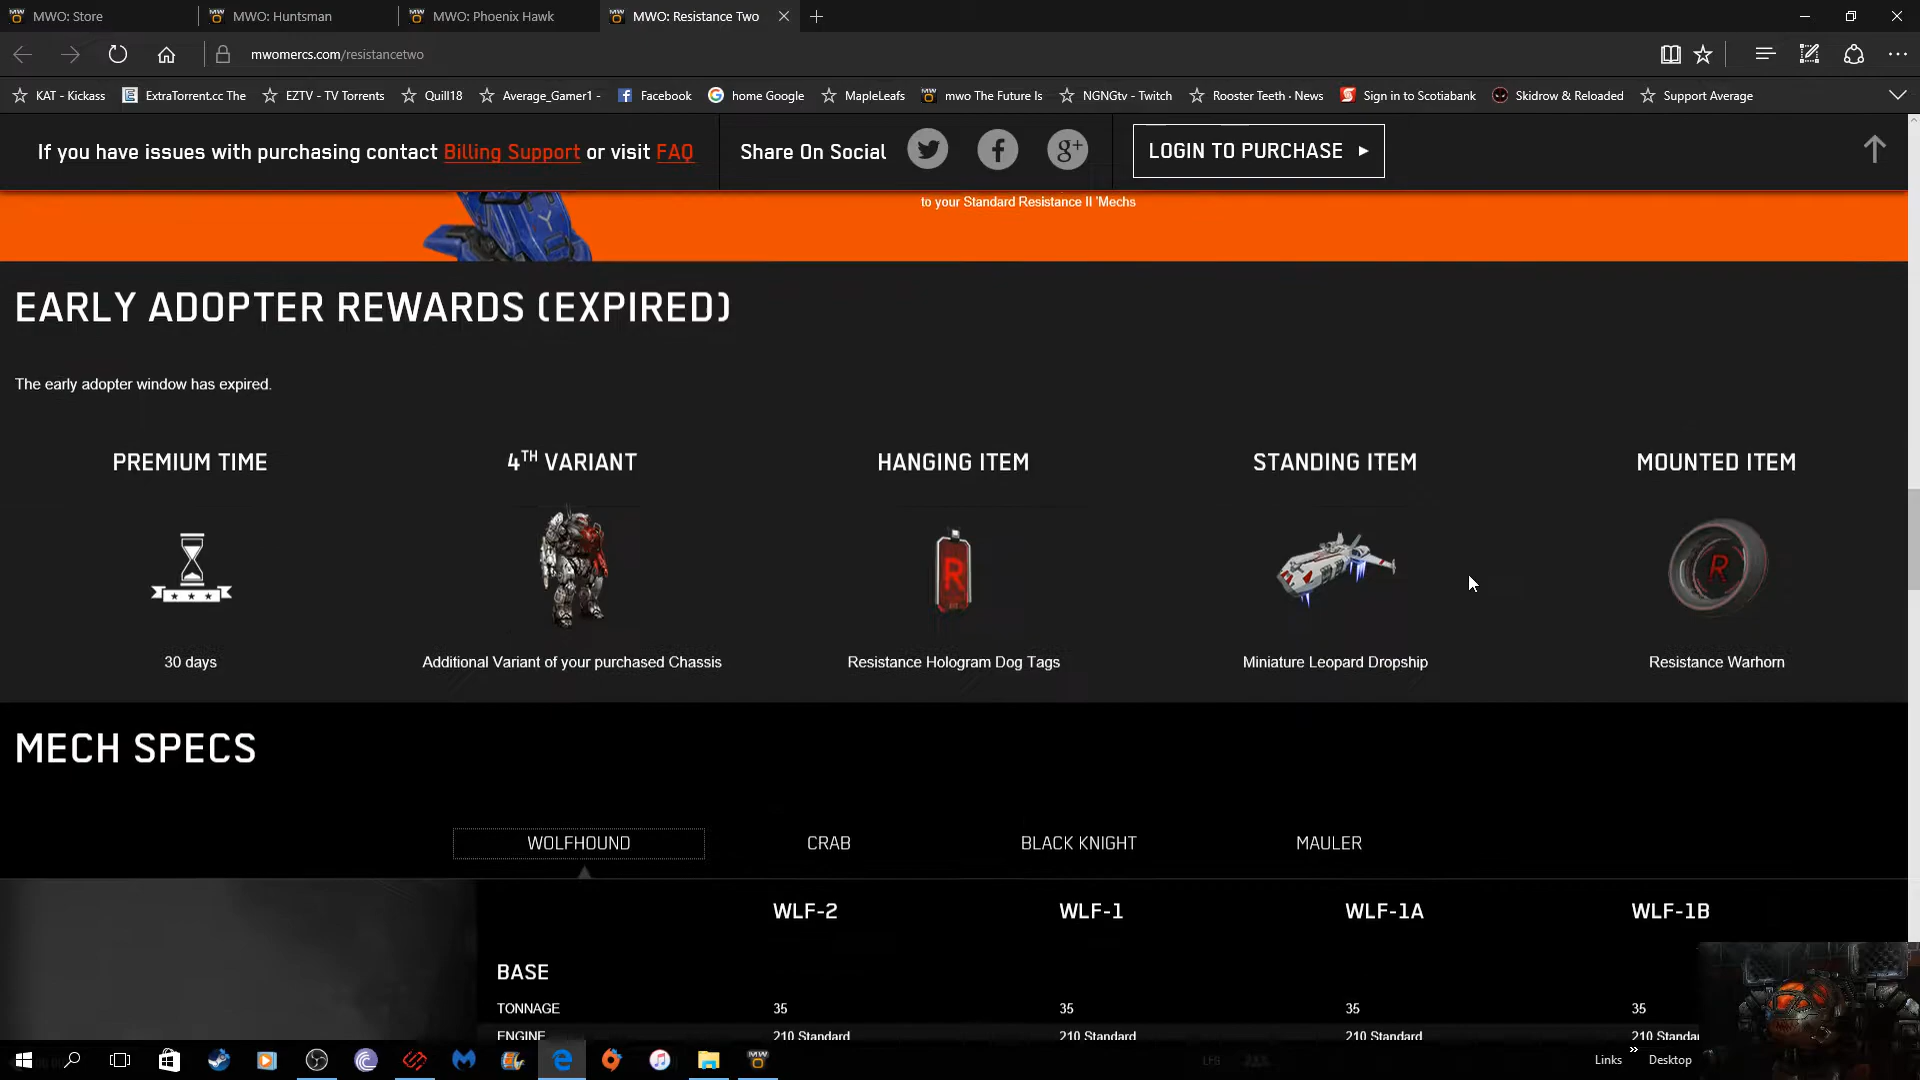 MWO: Store
MWO: Huntsman
MWO: Phoenix Hawk
MWO: Resistance Two
mwomercs.com/resistancetwo
KAT - Kickass
ExtraTorrent.cc The
EZTV - TV Torrents
Quill18
Average_Gamer1 -
Facebook
home Google
MapleLeafs
mwo The Future Is
NGNGtv - Twitch
Rooster Teeth · News
Sign in to Scotiabank
Skidrow & Reloaded
Support Average
If you have issues with purchasing contact Billing Support or visit FAQ
Share On Social
LOGIN TO PURCHASE
to your Standard Resistance II 'Mechs
EARLY ADOPTER REWARDS (EXPIRED)
The early adopter window has expired.
PREMIUM TIME
4TH VARIANT
HANGING ITEM
STANDING ITEM
MOUNTED ITEM
30 days
Additional Variant of your purchased Chassis
Resistance Hologram Dog Tags
Miniature Leopard Dropship
Resistance Warhorn
MECH SPECS
WOLFHOUND
CRAB
BLACK KNIGHT
MAULER
WLF-2
WLF-1
WLF-1A
WLF-1B
BASE
TONNAGE
35
35
35
35
ENGINE
210 Standard
210 Standard
210 Standard
210 Stand
Links
Desktop